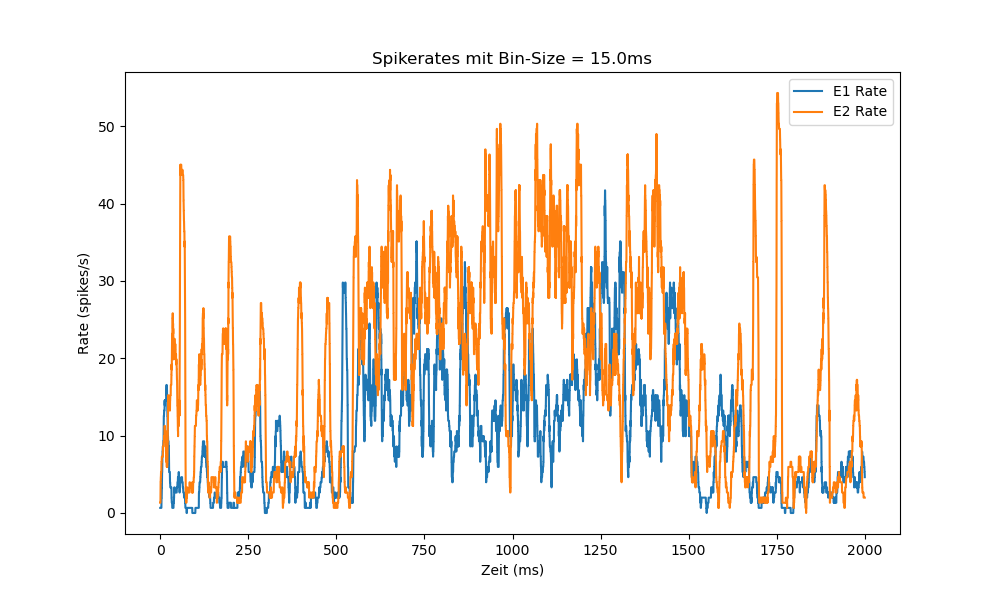 Spikerates mit Bin-Size = 15.0ms
E1 Rate
E2 Rate
Rate (spikes/s)
50
40
30
20
10
0
0 250 500 750 1000 1250 1500 1750 2000
Zeit (ms)